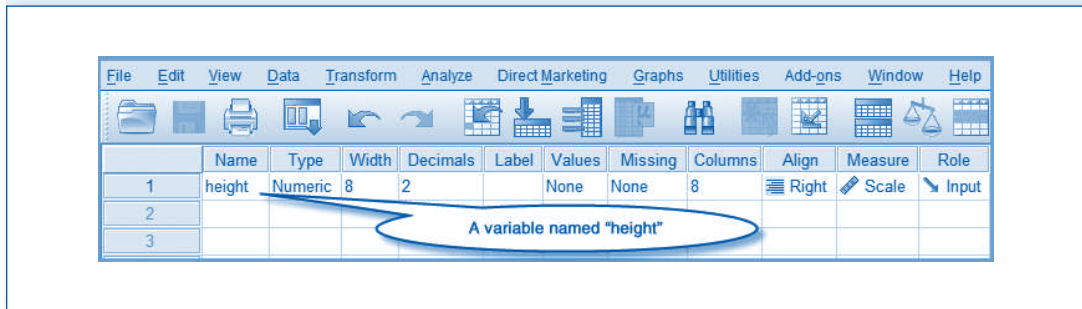 File Edit View Data Transform Analyze Direct Marketing Graphs Utilities Add-ons Window Help
Name Type Width Decimals Label Values Missing Columns Align Measure Role
1 height Numeric 8 2 None None 8 Right Scale Input
2
3
A variable named “height”